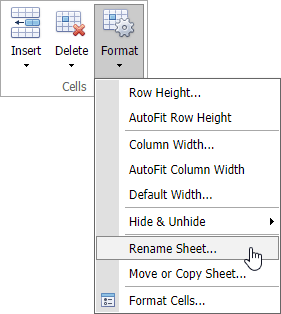 Insert Delete Format
Cells
Row Height...
AutoFit Row Height
Column Width...
AutoFit Column Width
Default Width...
Hide & Unhide
Rename Sheet...
Move or Copy Sheet...
Format Cells...